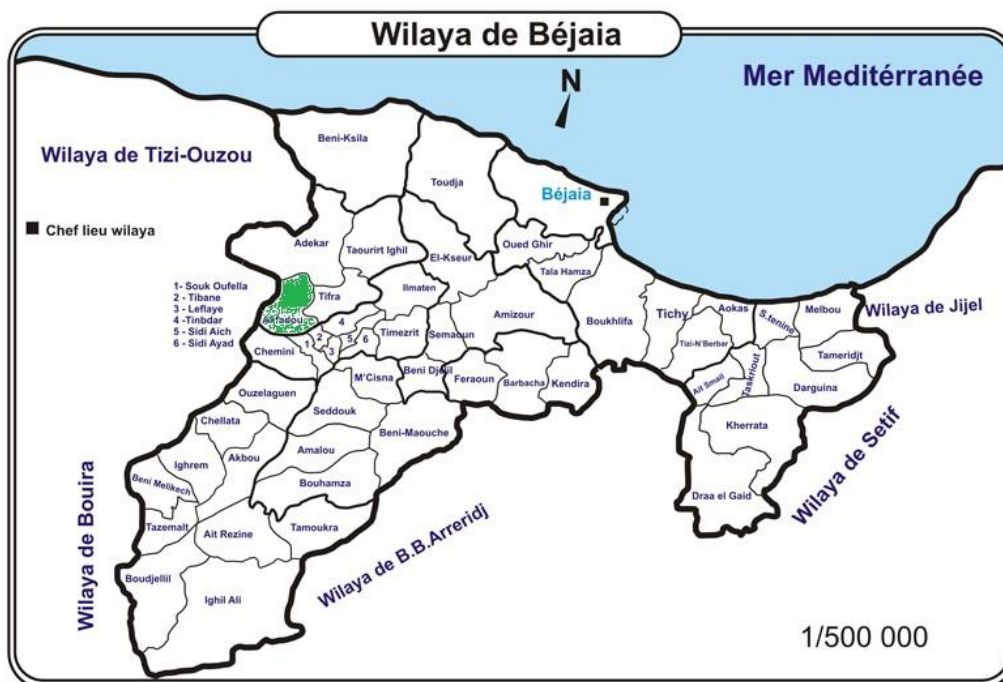 Wilaya de Béjaia
Mer Meditérranée
N
Wilaya de Tizi-Ouzou
Chef lieu wilaya
Béjaia
Beni-Ksila
Toudja
Adekar
Taourirt Ighil
El-Kseur
Oued Ghir
Tala Hamza
1- Souk Oufella
2 - Tibane
3 - Leflaye
4 - Tinbdar
5 - Sidi Aich
6 - Sidi Ayad
Akfadou
Tifra
Ilmaten
Amizour
Boukhlifa
Tichy
Aokas
S.tenine
Melbou
Wilaya de Jijel
Chemini
1
2
3
4
5
6
Timezrit
Semaoun
Tizi-N'Berbar
Tameridjt
Ouzelaguen
M'Cisna
Beni Djelil
Feraoun
Barbacha
Kendira
Ait Smail
Taskriout
Darguina
Chellata
Seddouk
Beni-Maouche
Kherrata
Ighrem
Akbou
Amalou
Bouhamza
Draa el Gaid
Beni Melikech
Tazemalt
Ait Rezine
Tamoukra
Boudjellil
Ighil Ali
Wilaya de Bouira
Wilaya de B.B.Arreridj
Wilaya de Setif
1/500 000